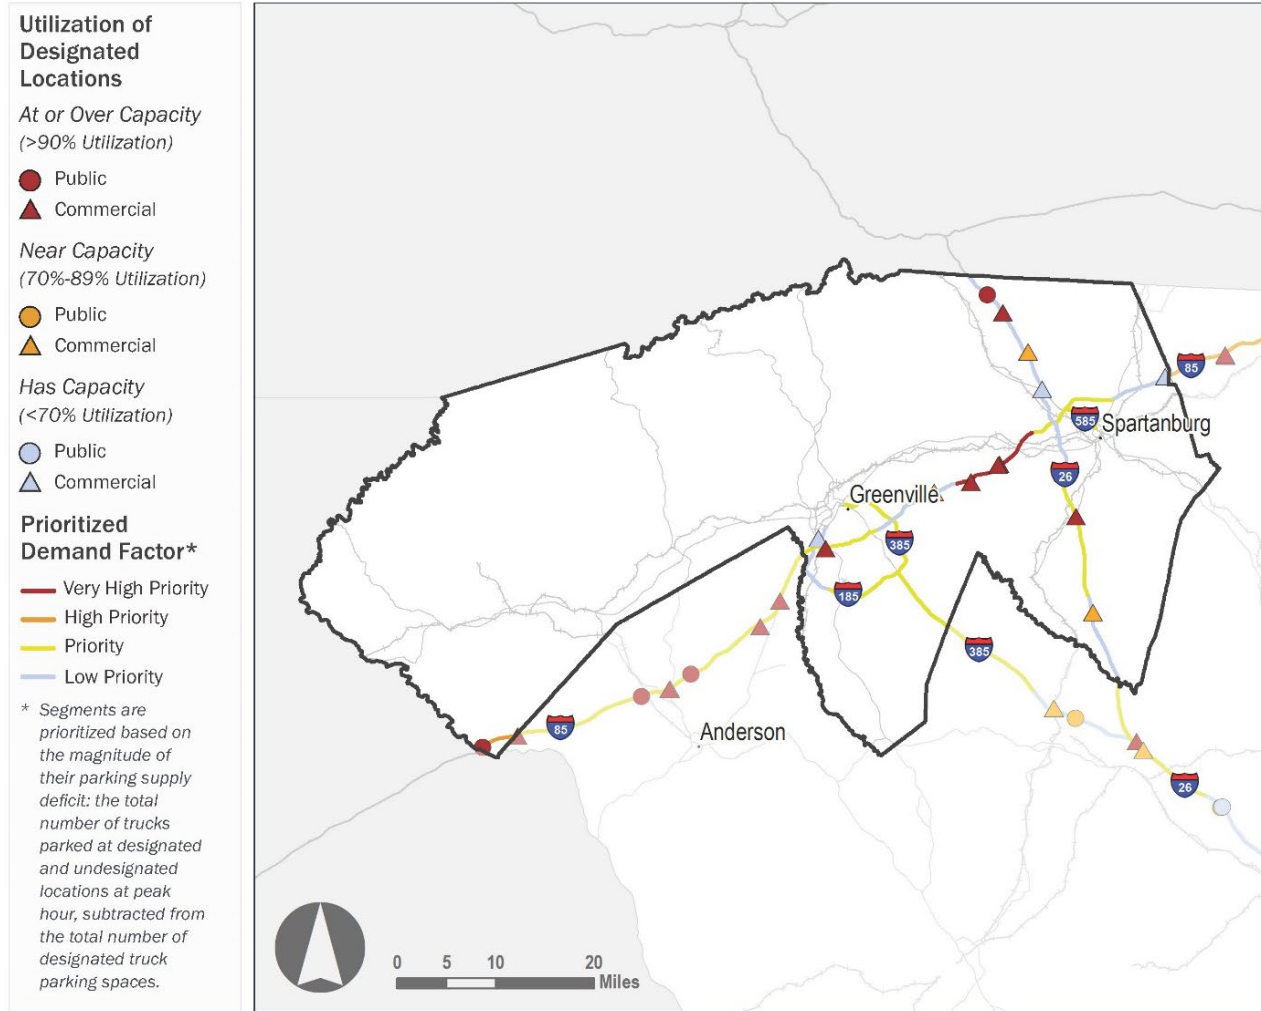 Utilization of
Designated
Locations
At or Over Capacity
(>90% Utilization)
Public
Commercial
Near Capacity
(70%-89% Utilization)
Public
Commercial
Has Capacity
(<70% Utilization)
Public
Commercial
Prioritized
Demand Factor*
Very High Priority
High Priority
Priority
Low Priority
* Segments are
prioritized based on
the magnitude of
their parking supply
deficit: the total
number of trucks
parked at designated
and undesignated
locations at peak
hour, subtracted from
the total number of
designated truck
parking spaces.
85
585
Spartanburg
26
Greenville
385
185
385
85
Anderson
26
0 5 10 20
Miles